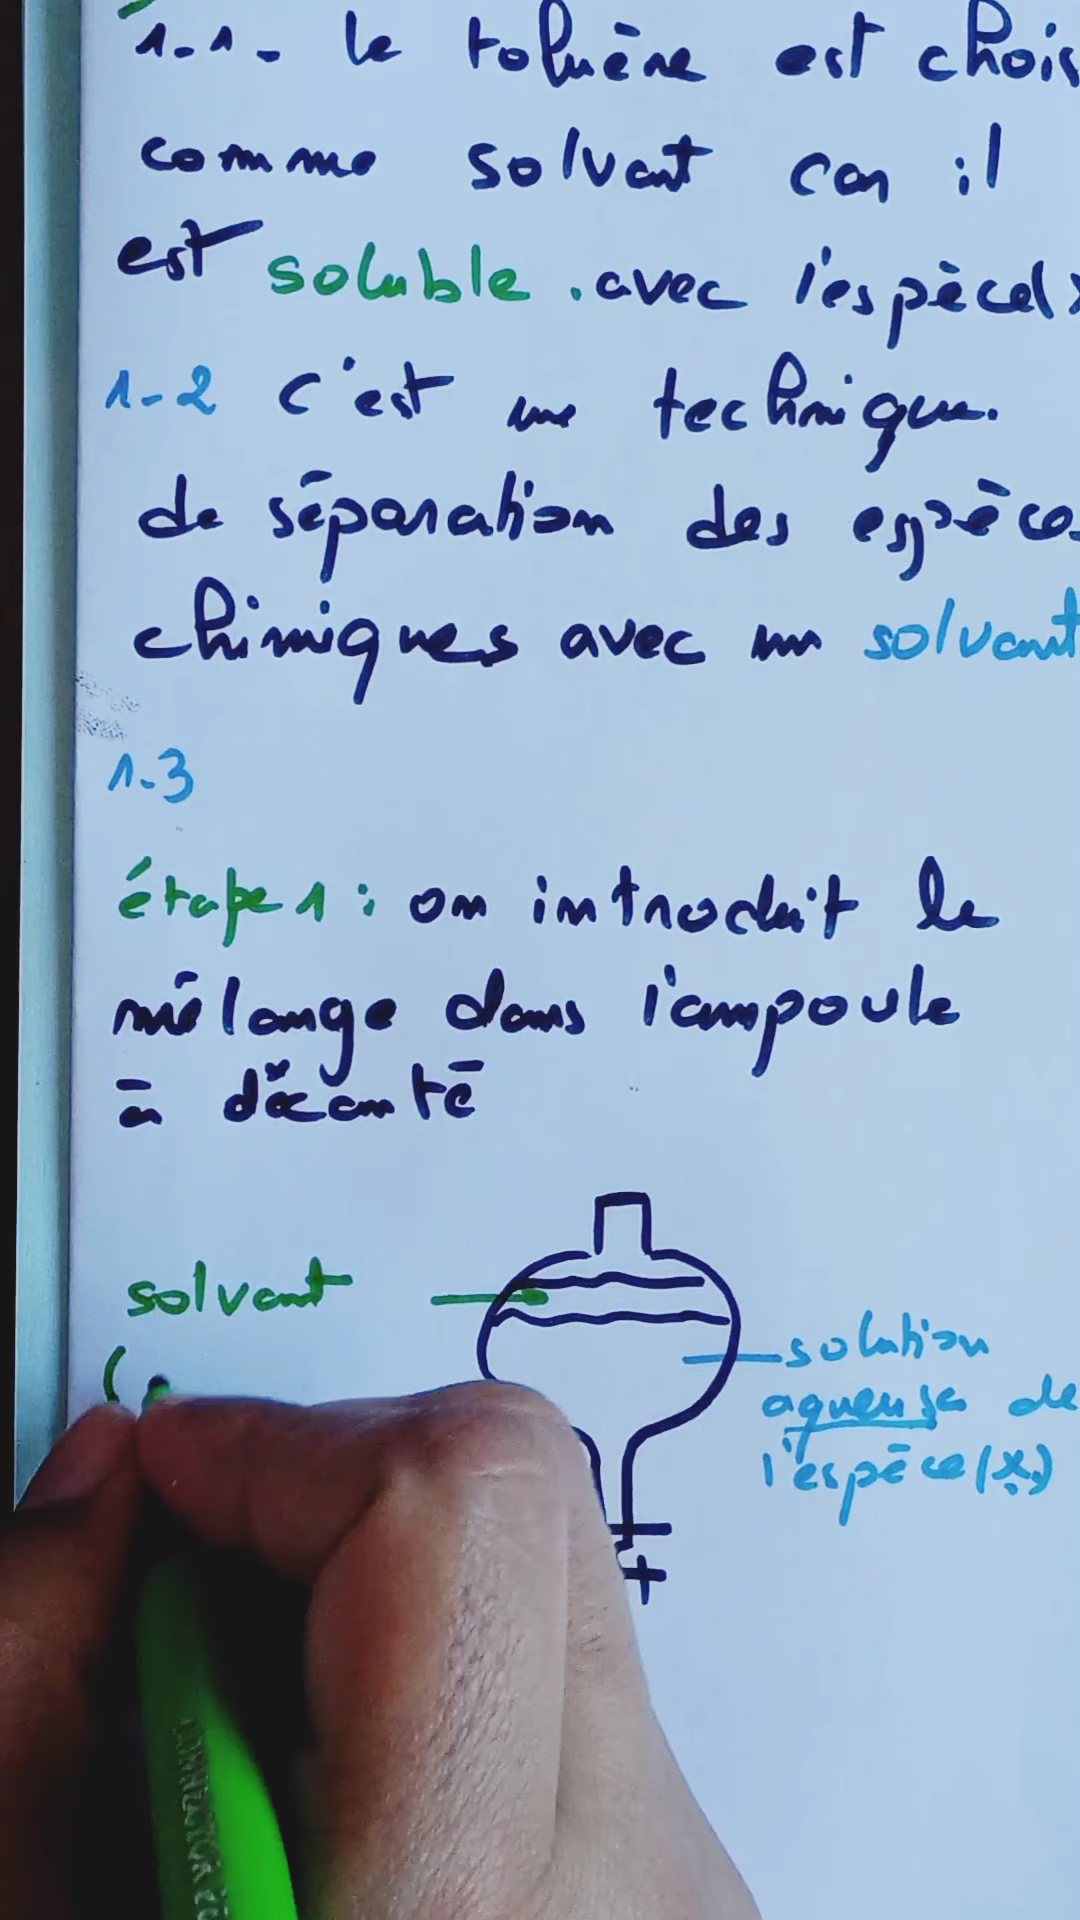 1-1- le toluène est chois
comme solvant car il
est soluble . avec l'espèce(x
1-2 C'est une technique.
de séparation des espèces
chimiques avec un solvant
1-3
étape 1 : on introduit le
mélange dans l'ampoule
à décanté
solvant
(
solution
aqueuse de
l'espèce (x)